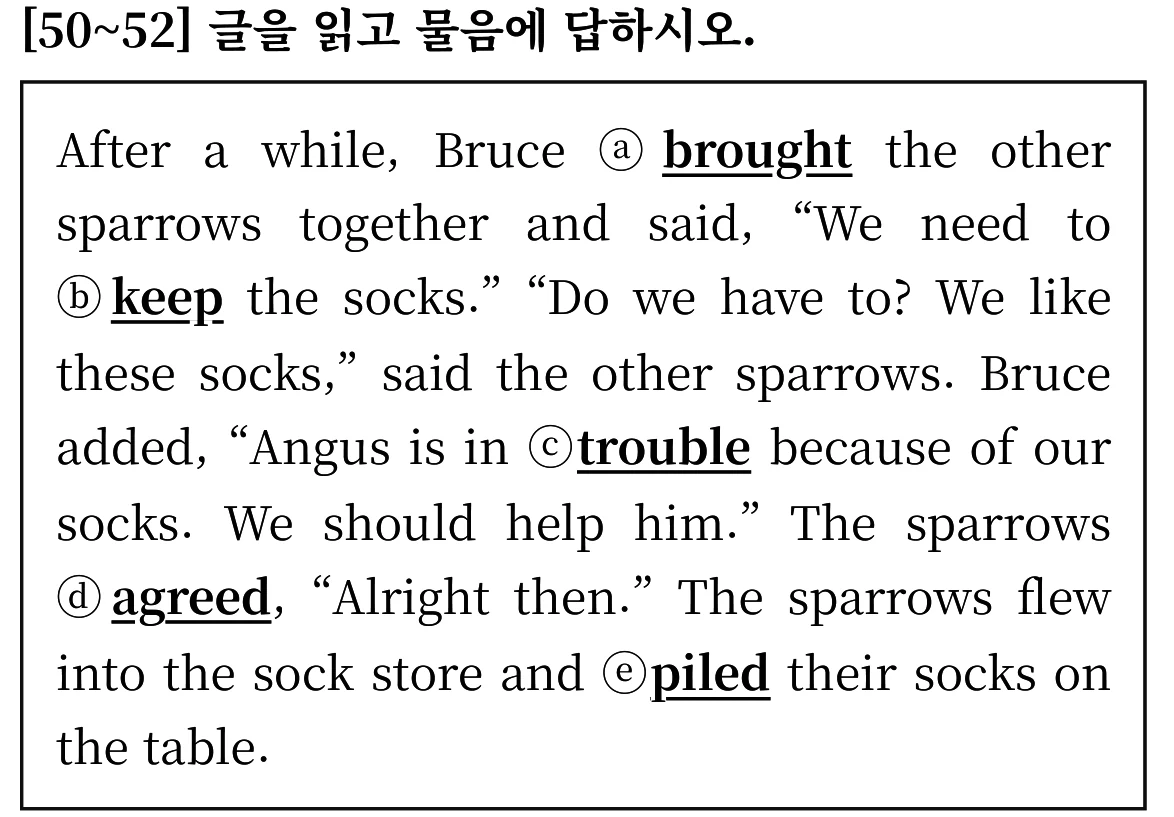 [50~52] 글을 읽고 물음에 답하시오.
After a while, Bruce ⓐ brought the other
sparrows together and said, “We need to
ⓑ keep the socks.” “Do we have to? We like
these socks,” said the other sparrows. Bruce
added, “Angus is in ⓒtrouble because of our
socks. We should help him.” The sparrows
ⓓ agreed, “Alright then.” The sparrows flew
into the sock store and ⓔpiled their socks on
the table.